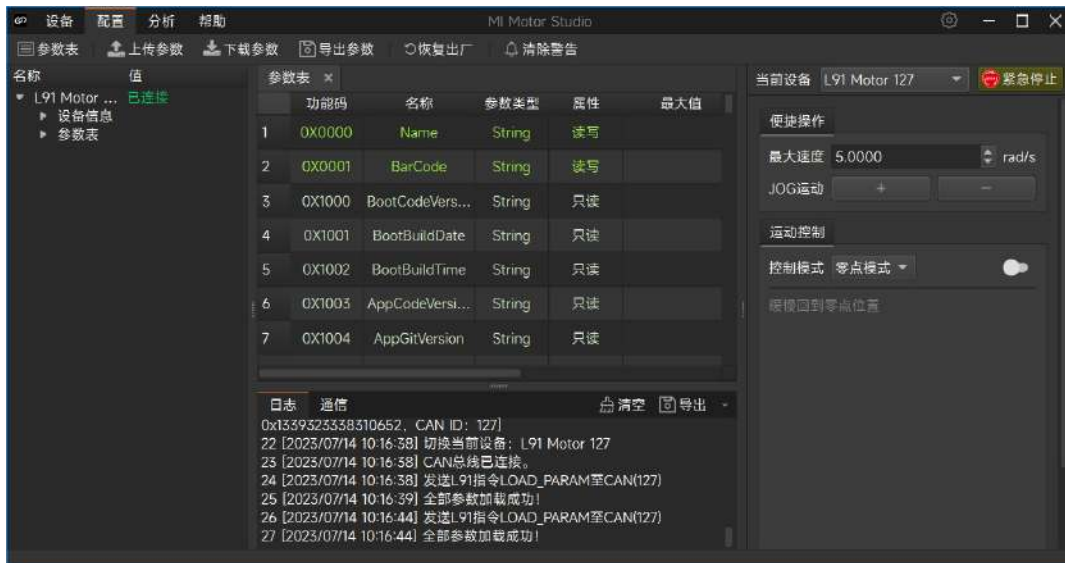 设备 配置 分析 帮助 MI Motor Studio
参数表 上传参数 下载参数 导出参数 恢复出厂 清除警告
名称 值
L91 Motor ... 已连接
设备信息
参数表
参数表 ×
功能码 名称 参数类型 属性 最大值
1 0X0000 Name String 读写
2 0X0001 BarCode String 读写
3 0X1000 BootCodeVers... String 只读
4 0X1001 BootBuildDate String 只读
5 0X1002 BootBuildTime String 只读
6 0X1003 AppCodeVersi... String 只读
7 0X1004 AppGitVersion String 只读
日志 通信 清空 导出
0x1339323338310652, CAN ID: 127]
22 [2023/07/14 10:16:38] 切换当前设备: L91 Motor 127
23 [2023/07/14 10:16:38] CAN总线已连接。
24 [2023/07/14 10:16:38] 发送L91指令LOAD_PARAM至CAN(127)
25 [2023/07/14 10:16:39] 全部参数加载成功!
26 [2023/07/14 10:16:44] 发送L91指令LOAD_PARAM至CAN(127)
27 [2023/07/14 10:16:44] 全部参数加载成功!
当前设备 L91 Motor 127 紧急停止
便捷操作
最大速度 5.0000 rad/s
JOG运动 + −
运动控制
控制模式 零点模式
缓慢回到零点位置